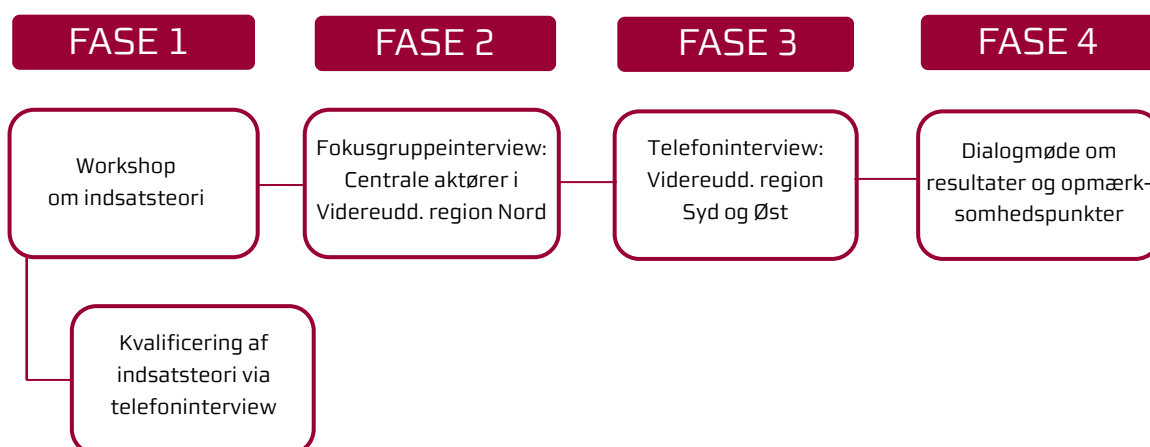 FASE 1
FASE 2
FASE 3
FASE 4
Workshop
om indsatsteori
Fokusgruppeinterview:
Centrale aktører i
Videreudd. region Nord
Telefoninterview:
Videreudd. region
Syd og Øst
Dialogmøde om
resultater og opmærk-
somhedspunkter
Kvalificering af
indsatsteori via
telefoninterview